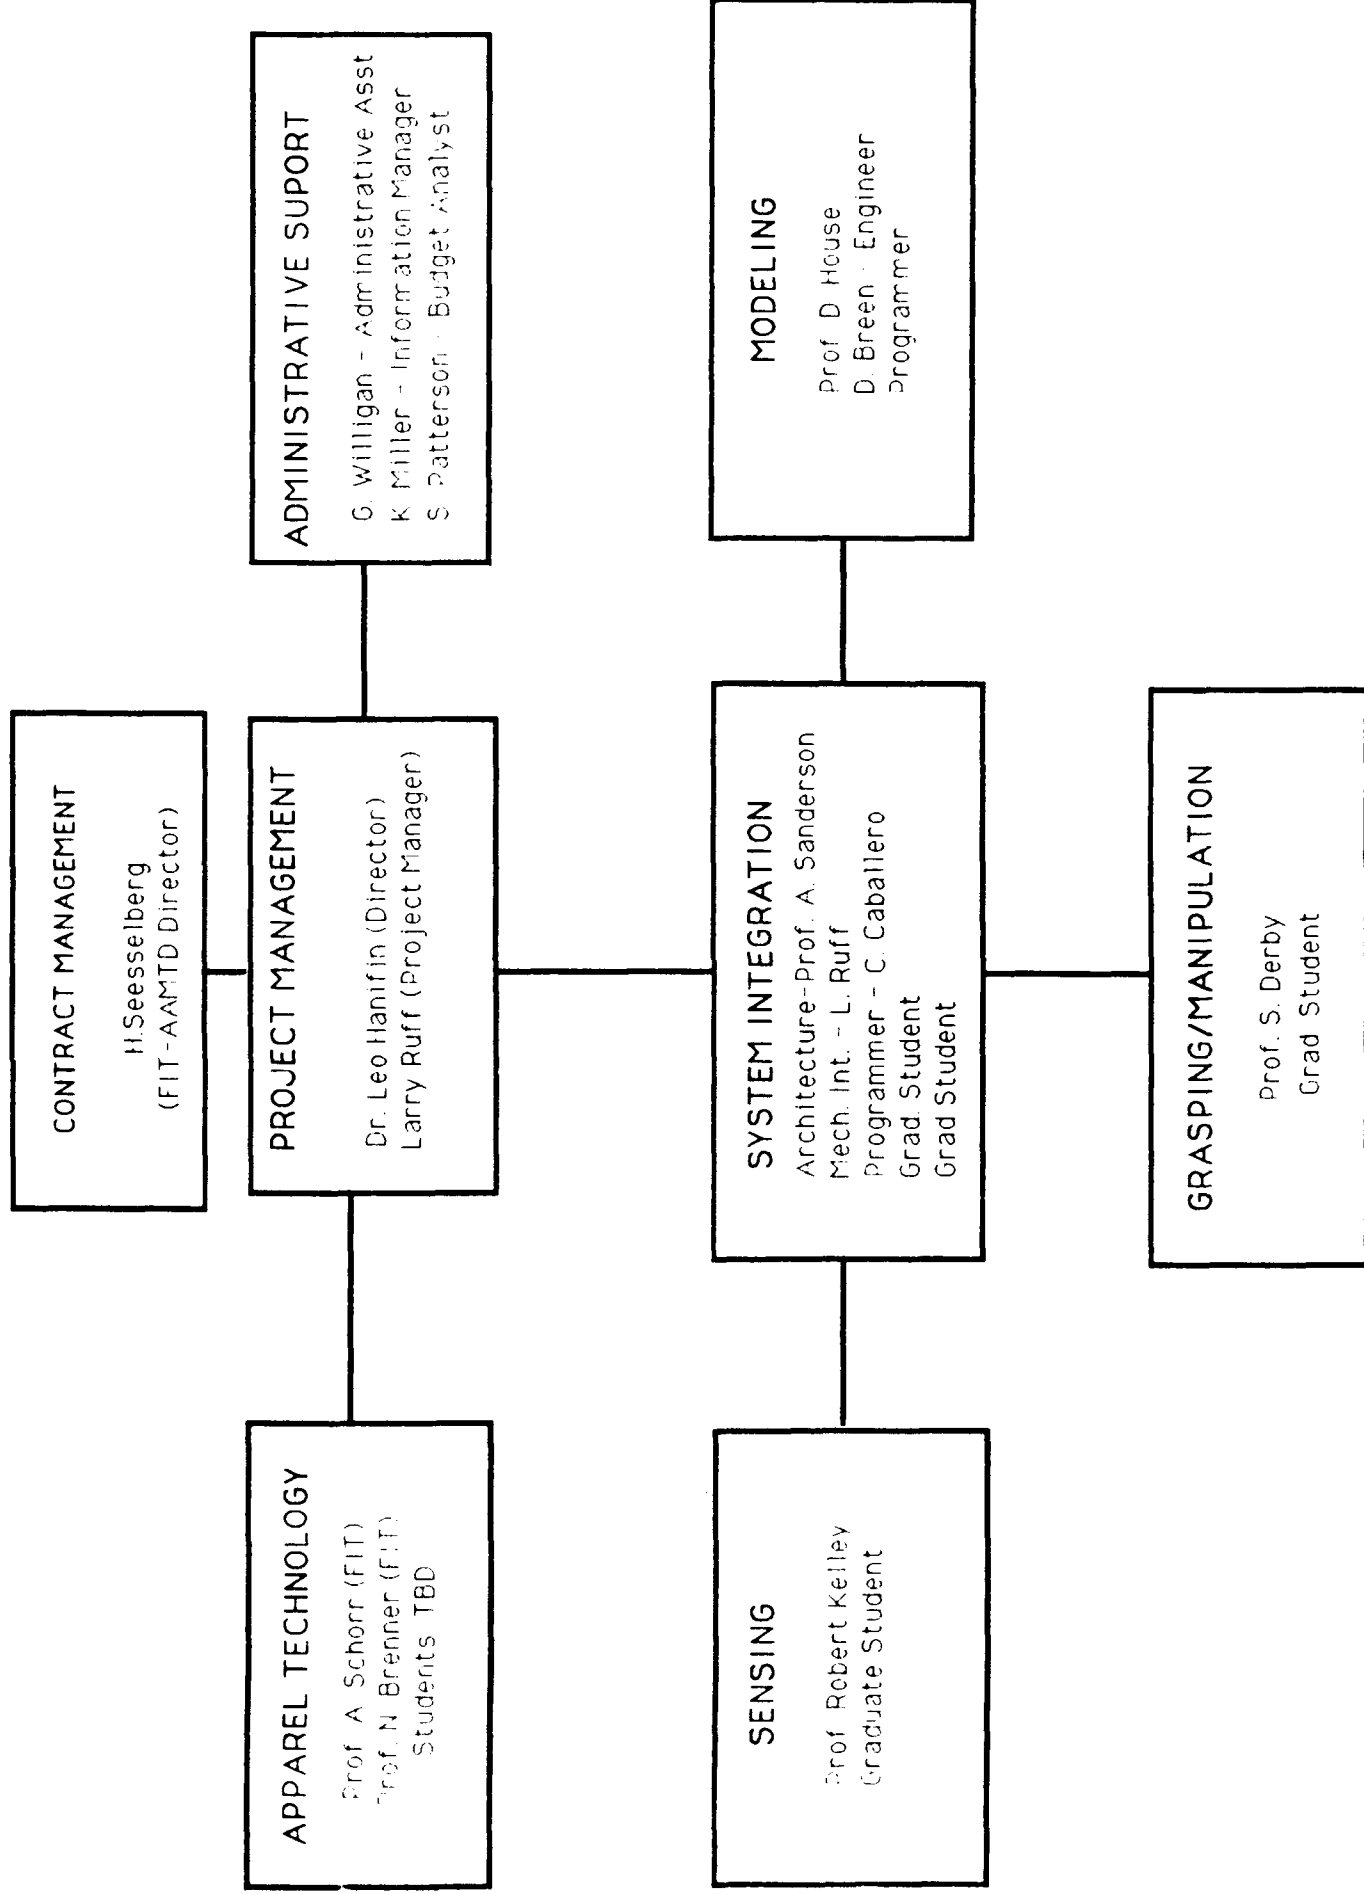 CONTRACT MANAGEMENT
H.Seesselberg
(FIT-AAMTD Director)
APPAREL TECHNOLOGY
Prof A Schorr (FIT)
Prof. N Brenner (FIT)
Students TBD
PROJECT MANAGEMENT
Dr. Leo Hanifin (Director)
Larry Ruff (Project Manager)
ADMINISTRATIVE SUPORT
G. Willigan - Administrative Asst
K Miller - Information Manager
S Patterson - Budget Analyst
SENSING
Prof Robert Kelley
Graduate Student
SYSTEM INTEGRATION
Architecture-Prof. A. Sanderson
Mech. Int. - L. Ruff
Programmer - C. Caballero
Grad. Student
Grad Student
MODELING
Prof D House
D. Breen - Engineer
Programmer
GRASPING/MANIPULATION
Prof. S. Derby
Grad Student